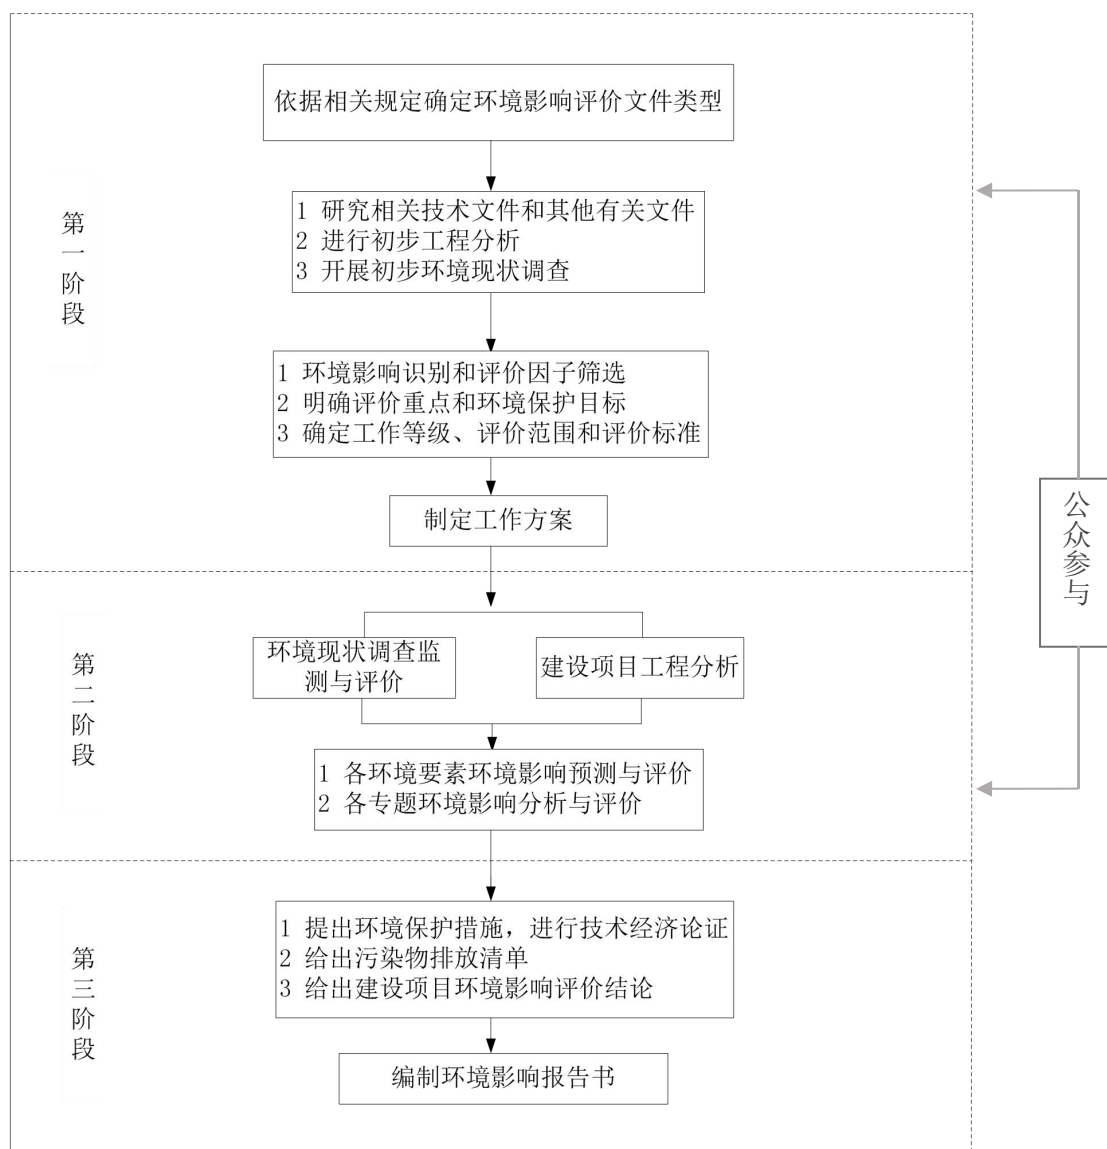 依据相关规定确定环境影响评价文件类型
1 研究相关技术文件和其他有关文件
2 进行初步工程分析
3 开展初步环境现状调查
第一阶段
1 环境影响识别和评价因子筛选
2 明确评价重点和环境保护目标
3 确定工作等级、评价范围和评价标准
制定工作方案
公众参与
环境现状调查监
测与评价
建设项目工程分析
第二阶段
1 各环境要素环境影响预测与评价
2 各专题环境影响分析与评价
1 提出环境保护措施，进行技术经济论证
2 给出污染物排放清单
3 给出建设项目环境影响评价结论
第三阶段
编制环境影响报告书